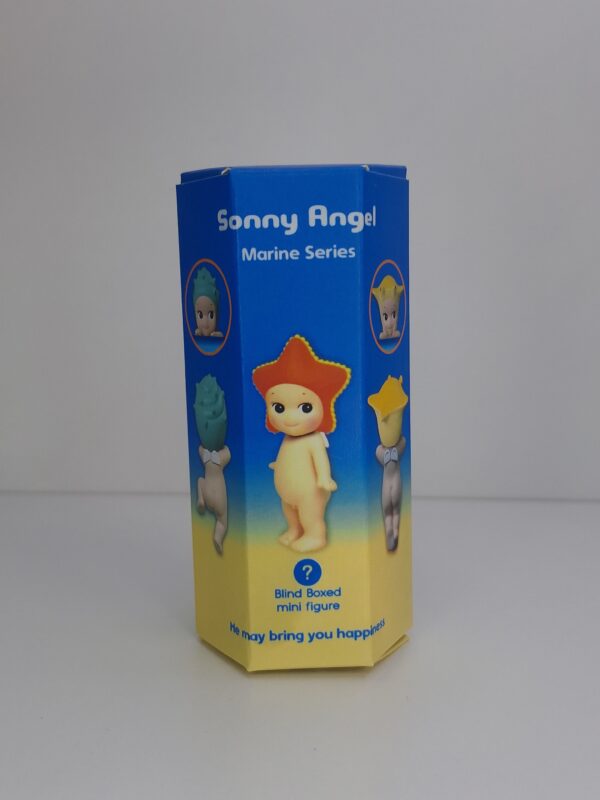 Sonny Angel
Marine Series
?
Blind Boxed
mini figure
He may bring you happiness